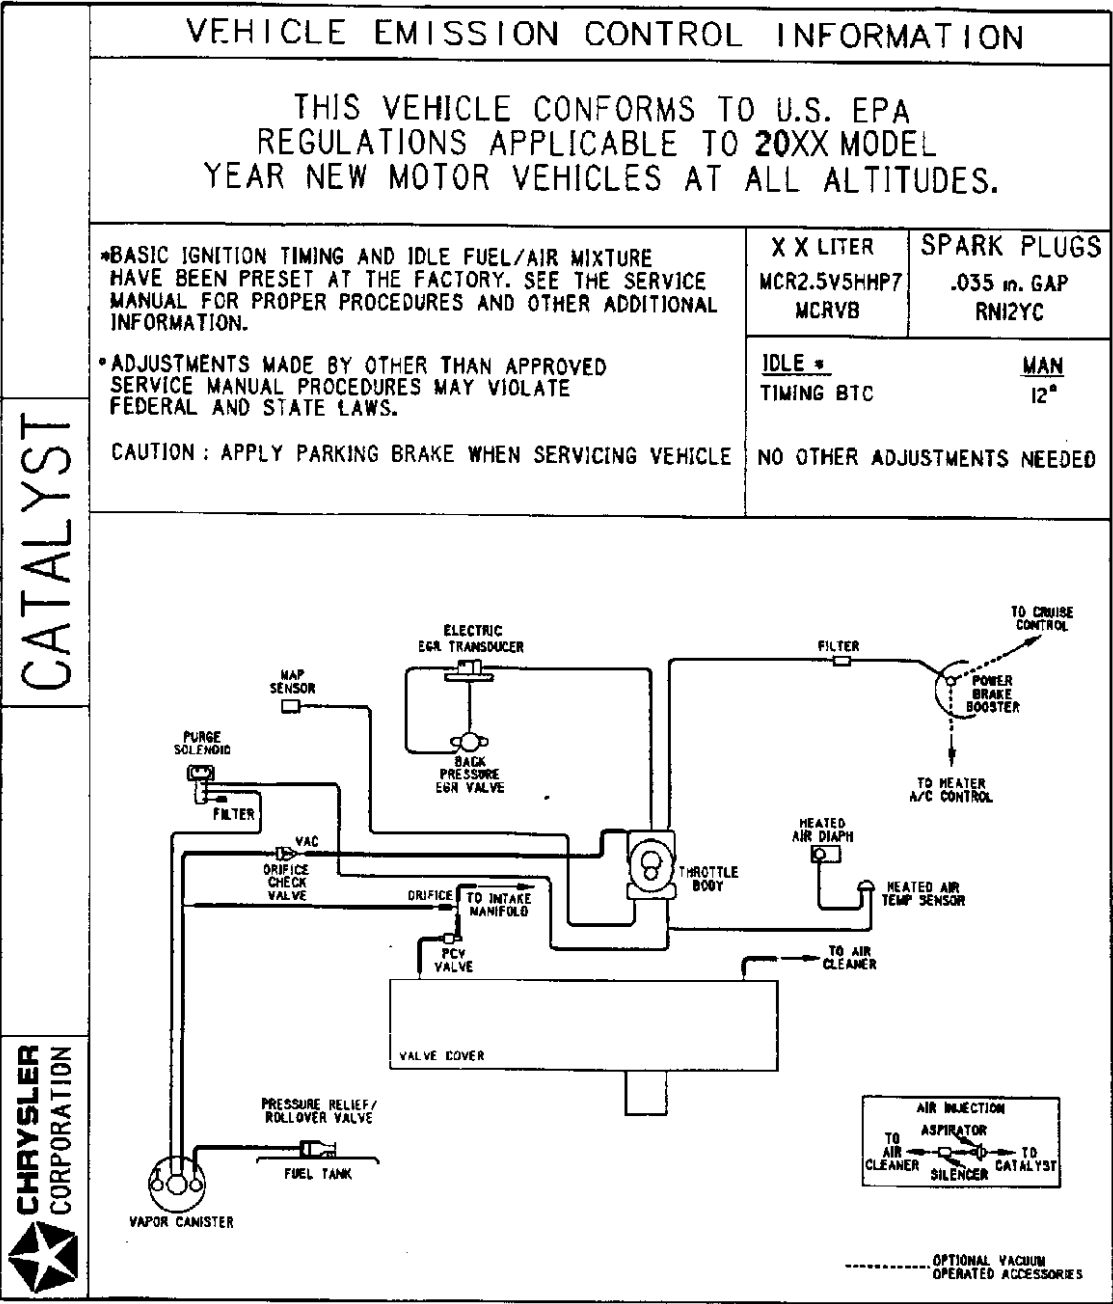 VEHICLE EMISSION CONTROL INFORMATION
THIS VEHICLE CONFORMS TO U.S. EPA
REGULATIONS APPLICABLE TO 20XX MODEL
YEAR NEW MOTOR VEHICLES AT ALL ALTITUDES.
*BASIC IGNITION TIMING AND IDLE FUEL/AIR MIXTURE
HAVE BEEN PRESET AT THE FACTORY. SEE THE SERVICE
MANUAL FOR PROPER PROCEDURES AND OTHER ADDITIONAL
INFORMATION.
•ADJUSTMENTS MADE BY OTHER THAN APPROVED
SERVICE MANUAL PROCEDURES MAY VIOLATE
FEDERAL AND STATE LAWS.
CAUTION : APPLY PARKING BRAKE WHEN SERVICING VEHICLE
X X LITER
MCR2.5V5HHP7
MCRVB
SPARK PLUGS
.035 in. GAP
RN12YC
IDLE * MAN
TIMING BTC 12°
NO OTHER ADJUSTMENTS NEEDED
CATALYST
CHRYSLER
CORPORATION
ELECTRIC
EGR TRANSDUCER
MAP
SENSOR
PURGE
SOLENOID
FILTER
BACK
PRESSURE
EGR VALVE
FILTER
TO CRUISE
CONTROL
POWER
BRAKE
BOOSTER
TO HEATER
A/C CONTROL
VAC
ORIFICE
CHECK
VALVE
ORIFICE
TO INTAKE
MANIFOLD
PCV
VALVE
THROTTLE
BODY
HEATED
AIR DIAPH
HEATED AIR
TEMP SENSOR
TO AIR
CLEANER
VALVE COVER
PRESSURE RELIEF/
ROLLOVER VALVE
FUEL TANK
T
VAPOR CANISTER
AIR INJECTION
ASPIRATOR
TO
AIR
CLEANER
SILENCER
TO
CATALYST
OPTIONAL VACUUM
OPERATED ACCESSORIES